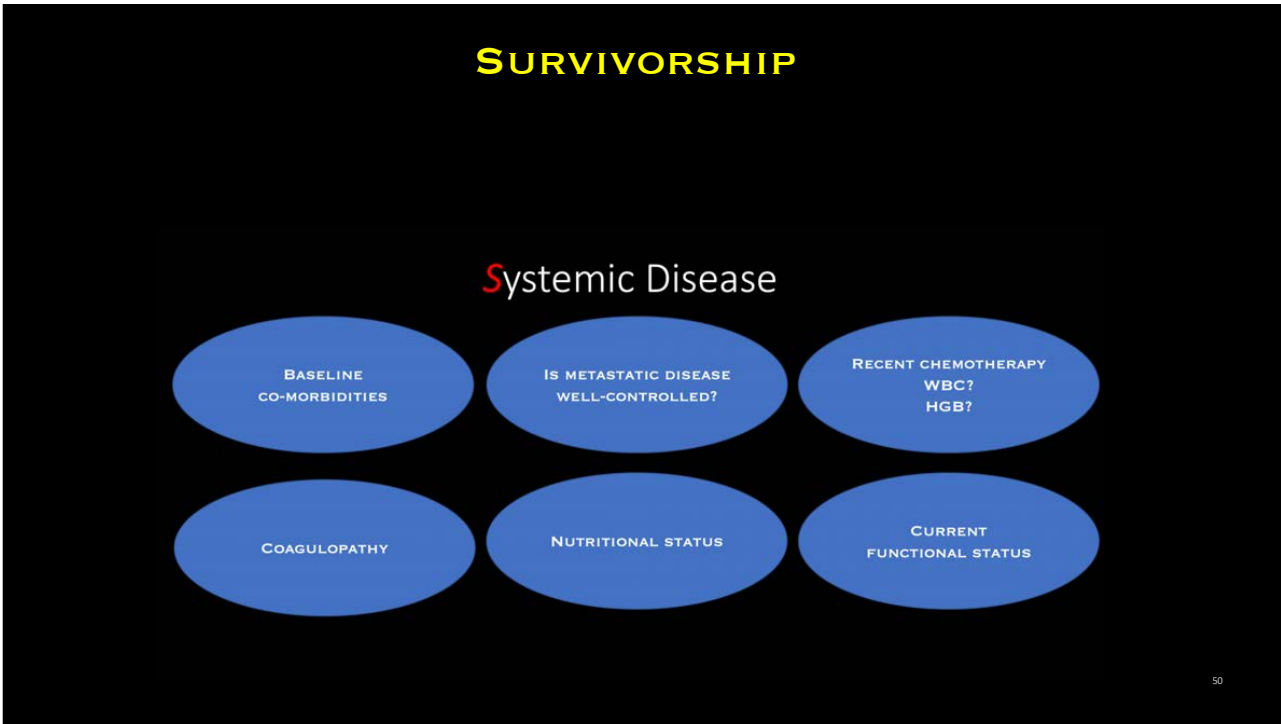 Survivorship
Systemic Disease
Baseline
co-morbidities
Is metastatic disease
well-controlled?
Recent chemotherapy
WBC?
HGB?
Coagulopathy
Nutritional status
Current
functional status
50